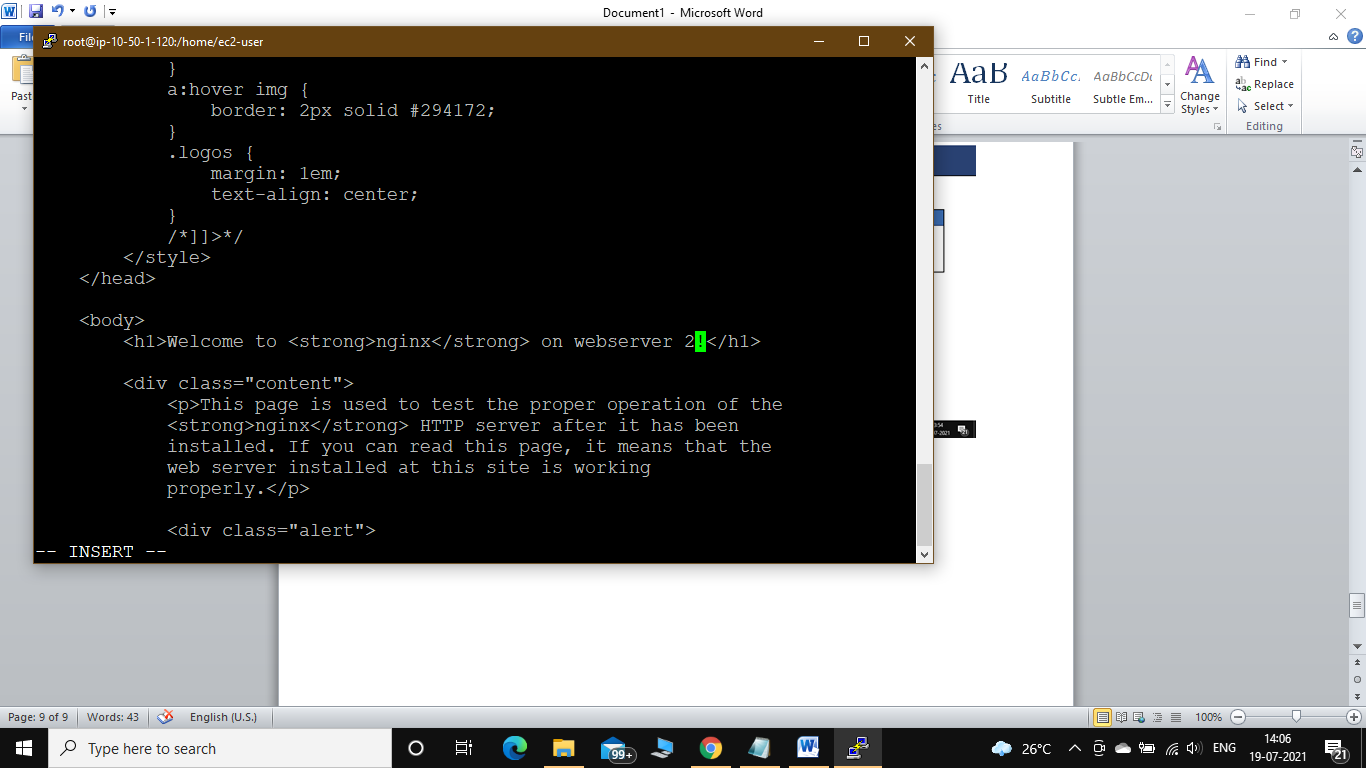 Document1 - Microsoft Word
root@ip-10-50-1-120:/home/ec2-user
AaB
AaBbCc.
AaBbCcDc
Title
Subtitle
Subtle Em...
Change
Styles
Find
Replace
Select
Editing
        }
        a:hover img {
            border: 2px solid #294172;
        }
        .logos {
            margin: 1em;
            text-align: center;
        }
        /*]]>*/
    </style>
</head>
<body>
    <h1>Welcome to <strong>nginx</strong> on webserver 2!</h1>
    <div class="content">
        <p>This page is used to test the proper operation of the
        <strong>nginx</strong> HTTP server after it has been
        installed. If you can read this page, it means that the
        web server installed at this site is working
        properly.</p>
        <div class="alert">
-- INSERT --
Page: 9 of 9
Words: 43
English (U.S.)
100%
Type here to search
99+
26°C
ENG
14:06
19-07-2021
21